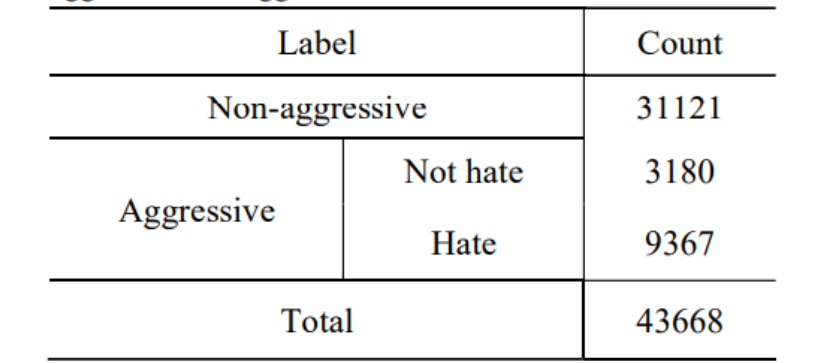 Label Count
Non-aggressive 31121
Not hate 3180
Aggressive
Hate 9367
Total 43668